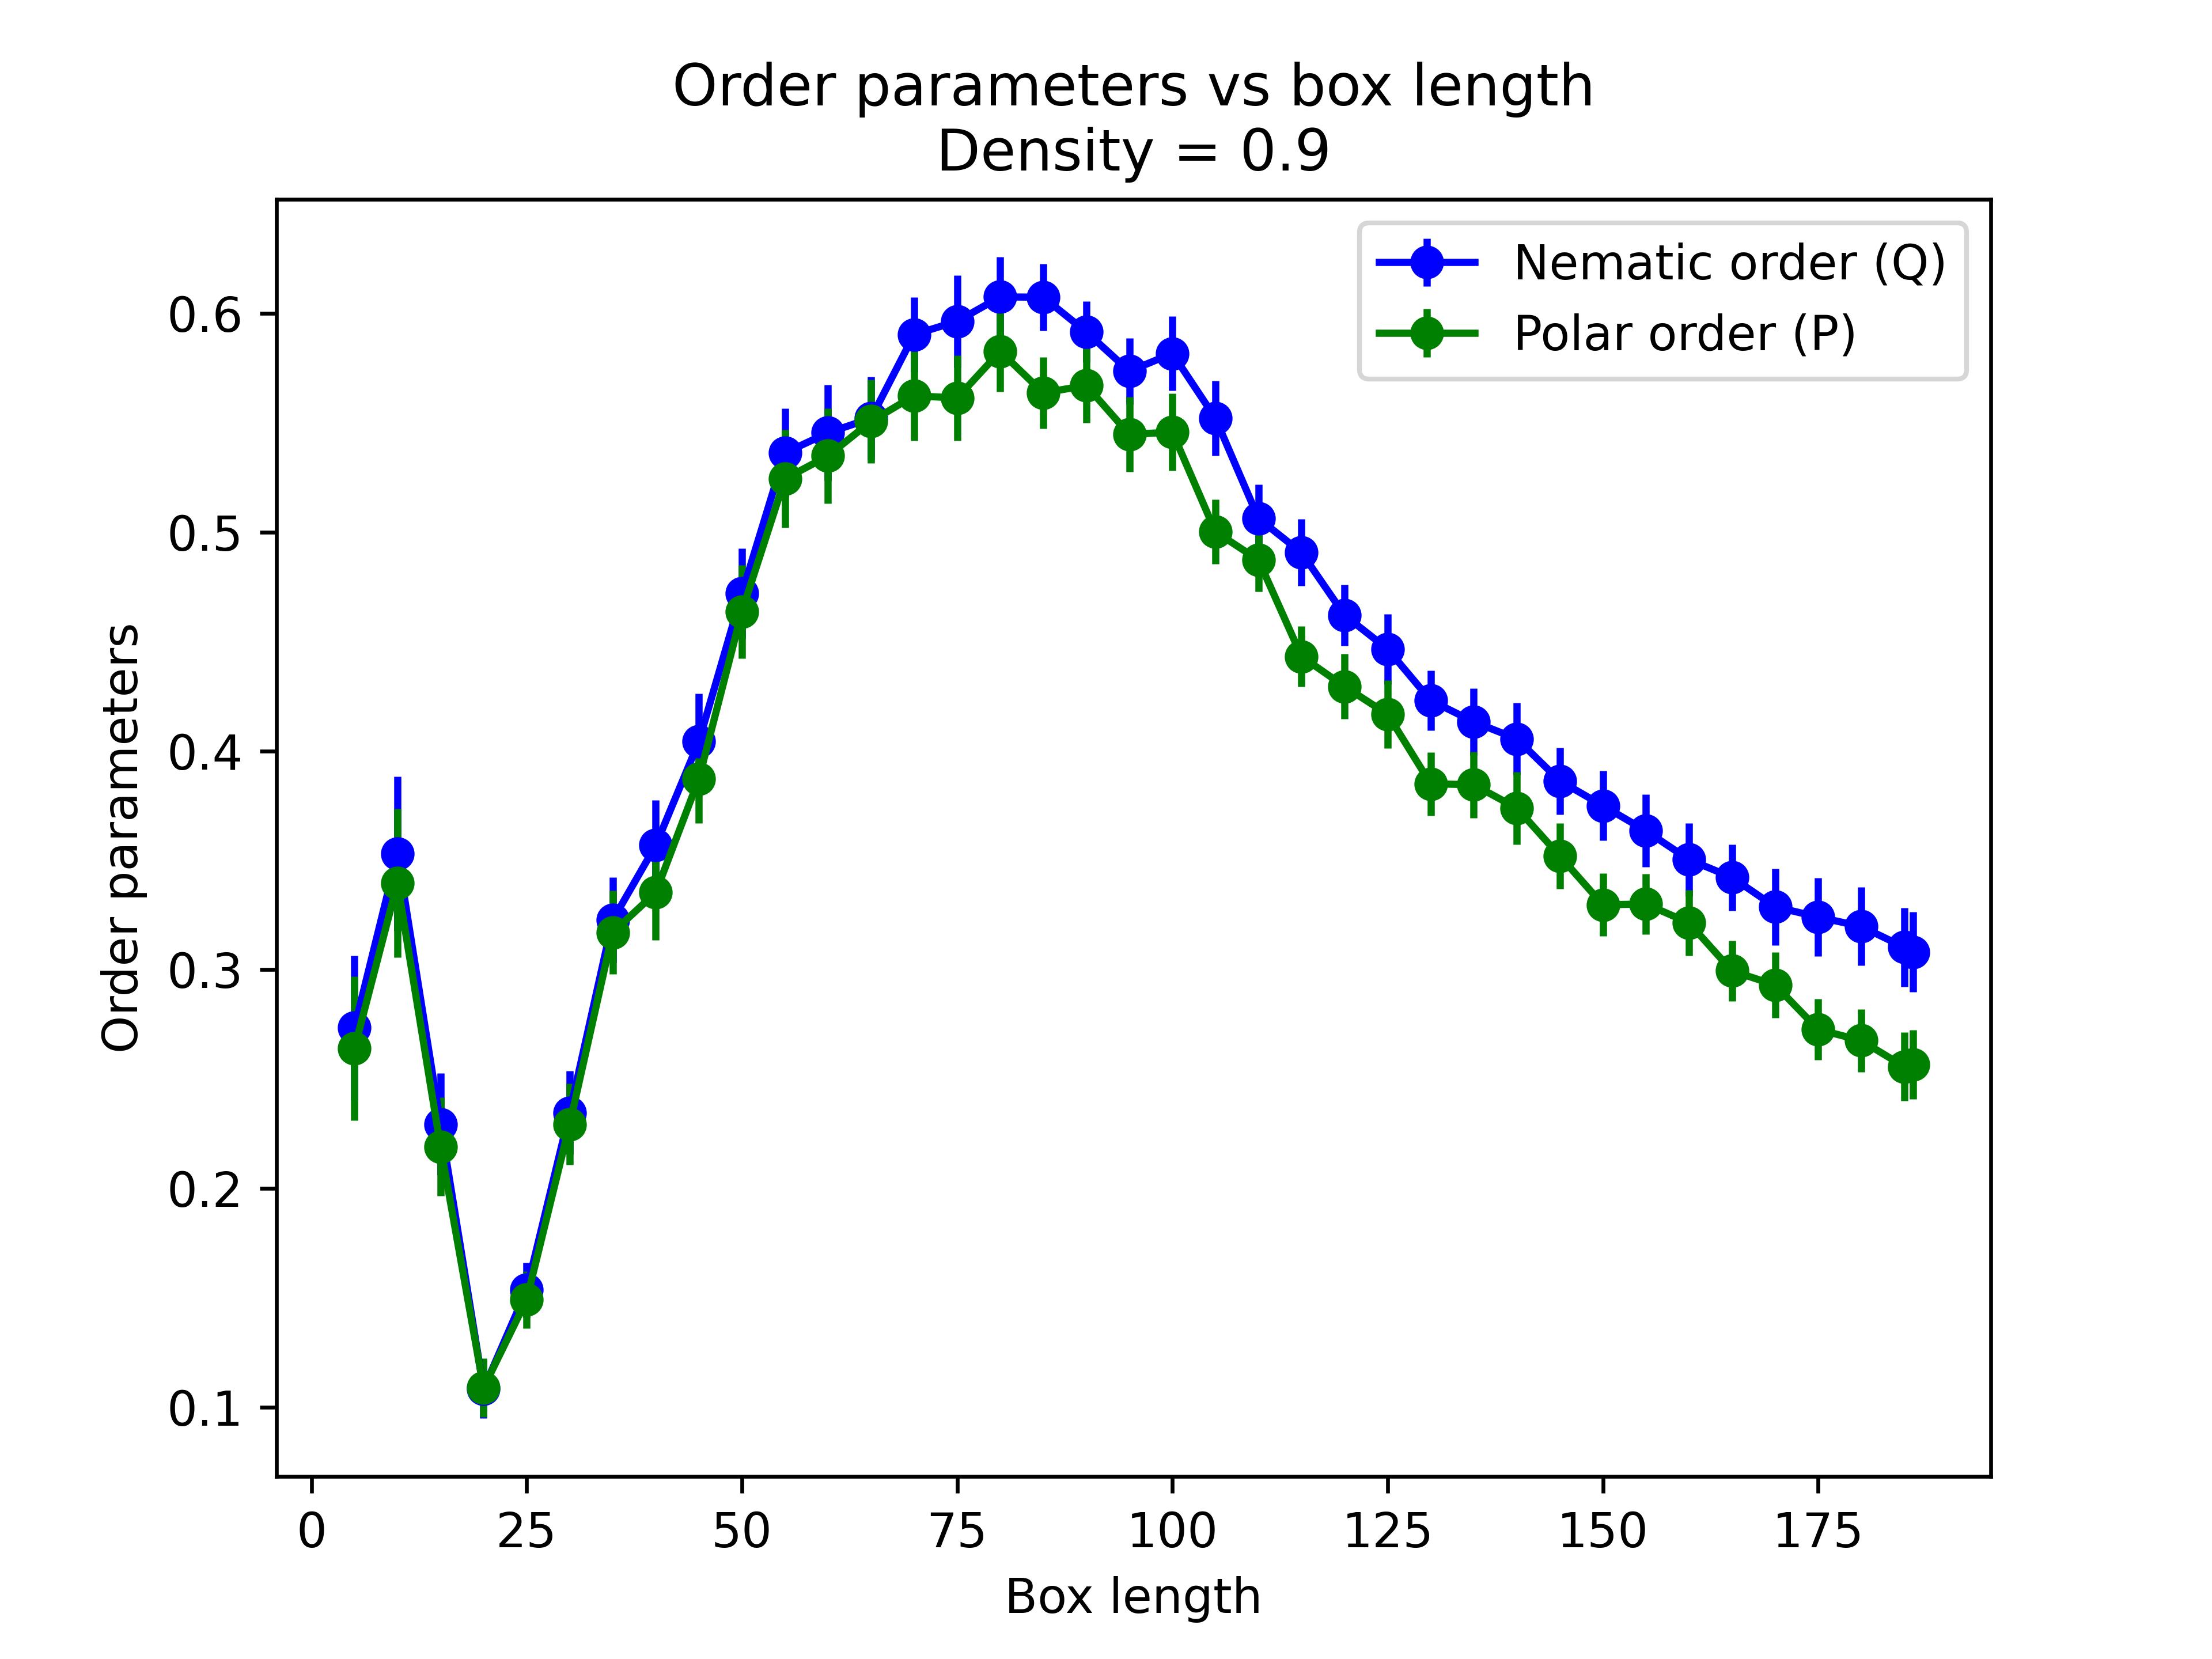 Order parameters vs box length
Density = 0.9
Nematic order (Q)
Polar order (P)
0.6
0.5
0.4
0.3
0.2
0.1
Order parameters
0 25 50 75 100 125 150 175
Box length